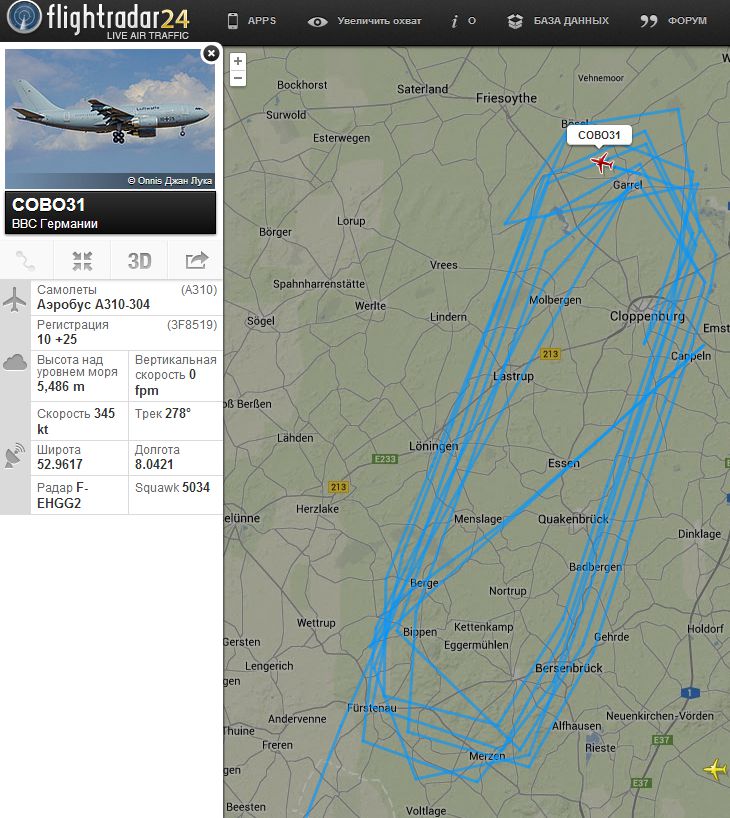 flightradar24
LIVE AIR TRAFFIC
APPS
Увеличить охват
О
БАЗА ДАННЫХ
ФОРУМ
Luftwaffe
© Onnis Джан Лука
COBO31
ВВС Германии
3D
Самолеты (A310)
Аэробус A310-304
Регистрация (3F8519)
10 +25
Высота над уровнем моря
5,486 m
Вертикальная скорость 0 fpm
Скорость 345 kt
Трек 278°
Широта
52.9617
Долгота
8.0421
Радар F-EHGG2
Squawk 5034
+
−
Bockhorst
Saterland
Vehnemoor
Friesoythe
Surwold
Esterwegen
Bösel
COBO31
Garrel
Lorup
Börger
Vrees
Spahnharrenstätte
Molbergen
Werlte
Sögel
Lindern
Cloppenburg
Emst
213
Cappeln
Lastrup
oß Berßen
Lähden
Löningen
E233
Essen
213
Herzlake
elünne
Menslage
Quakenbrück
Dinklage
Badbergen
Berge
Nortrup
Wettrup
Bippen
Kettenkamp
Holdorf
Gehrde
Gersten
Eggermühlen
Lengerich
Bersenbrück
gen
1
Fürstenau
Andervenne
Neuenkirchen-Vörden
Thuine
Alfhausen
Freren
Rieste
E37
Merzen
gen
E37
Beesten
Voltlage